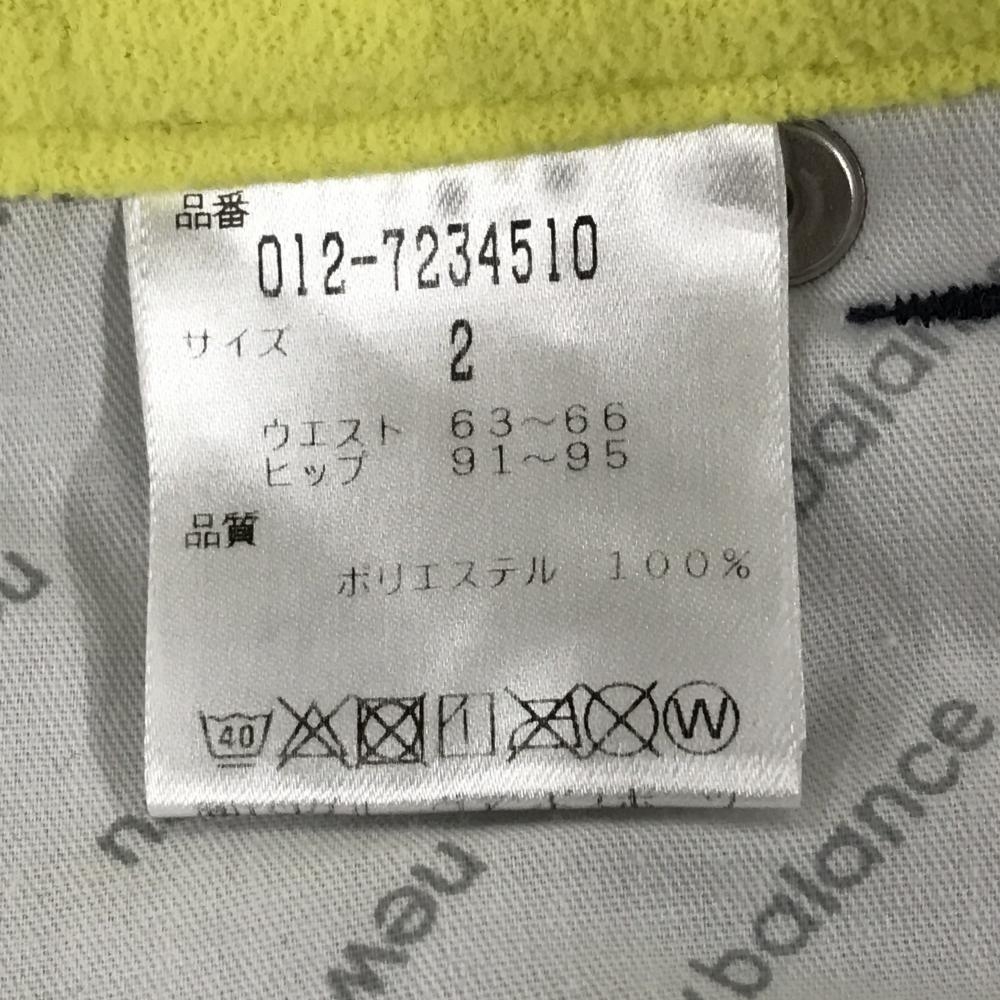 品番
012-7234510
サイズ 2
ウエスト 63~66
ヒップ 91~95
品質
ポリエステル 100%
40 W
balance
new
balance